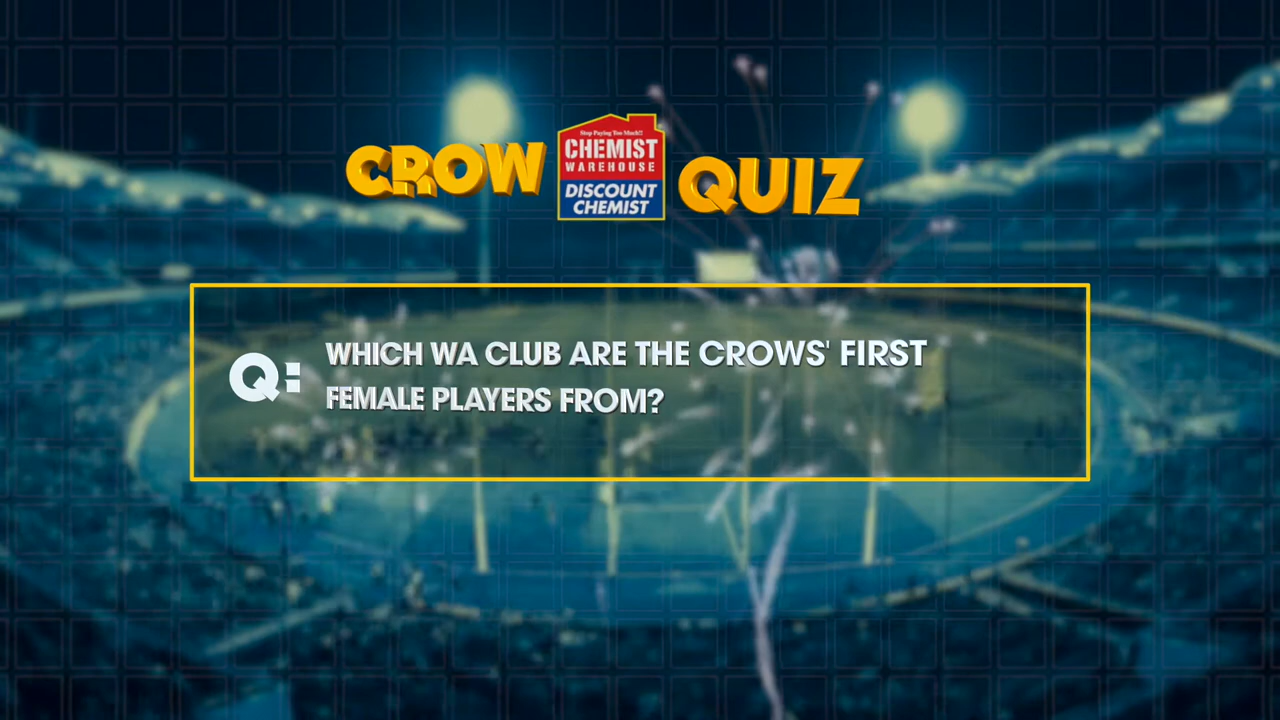 CROW
Stop Paying Too Much!!
CHEMIST
WAREHOUSE
DISCOUNT
CHEMIST
QUIZ
Q:
WHICH WA CLUB ARE THE CROWS' FIRST
FEMALE PLAYERS FROM?